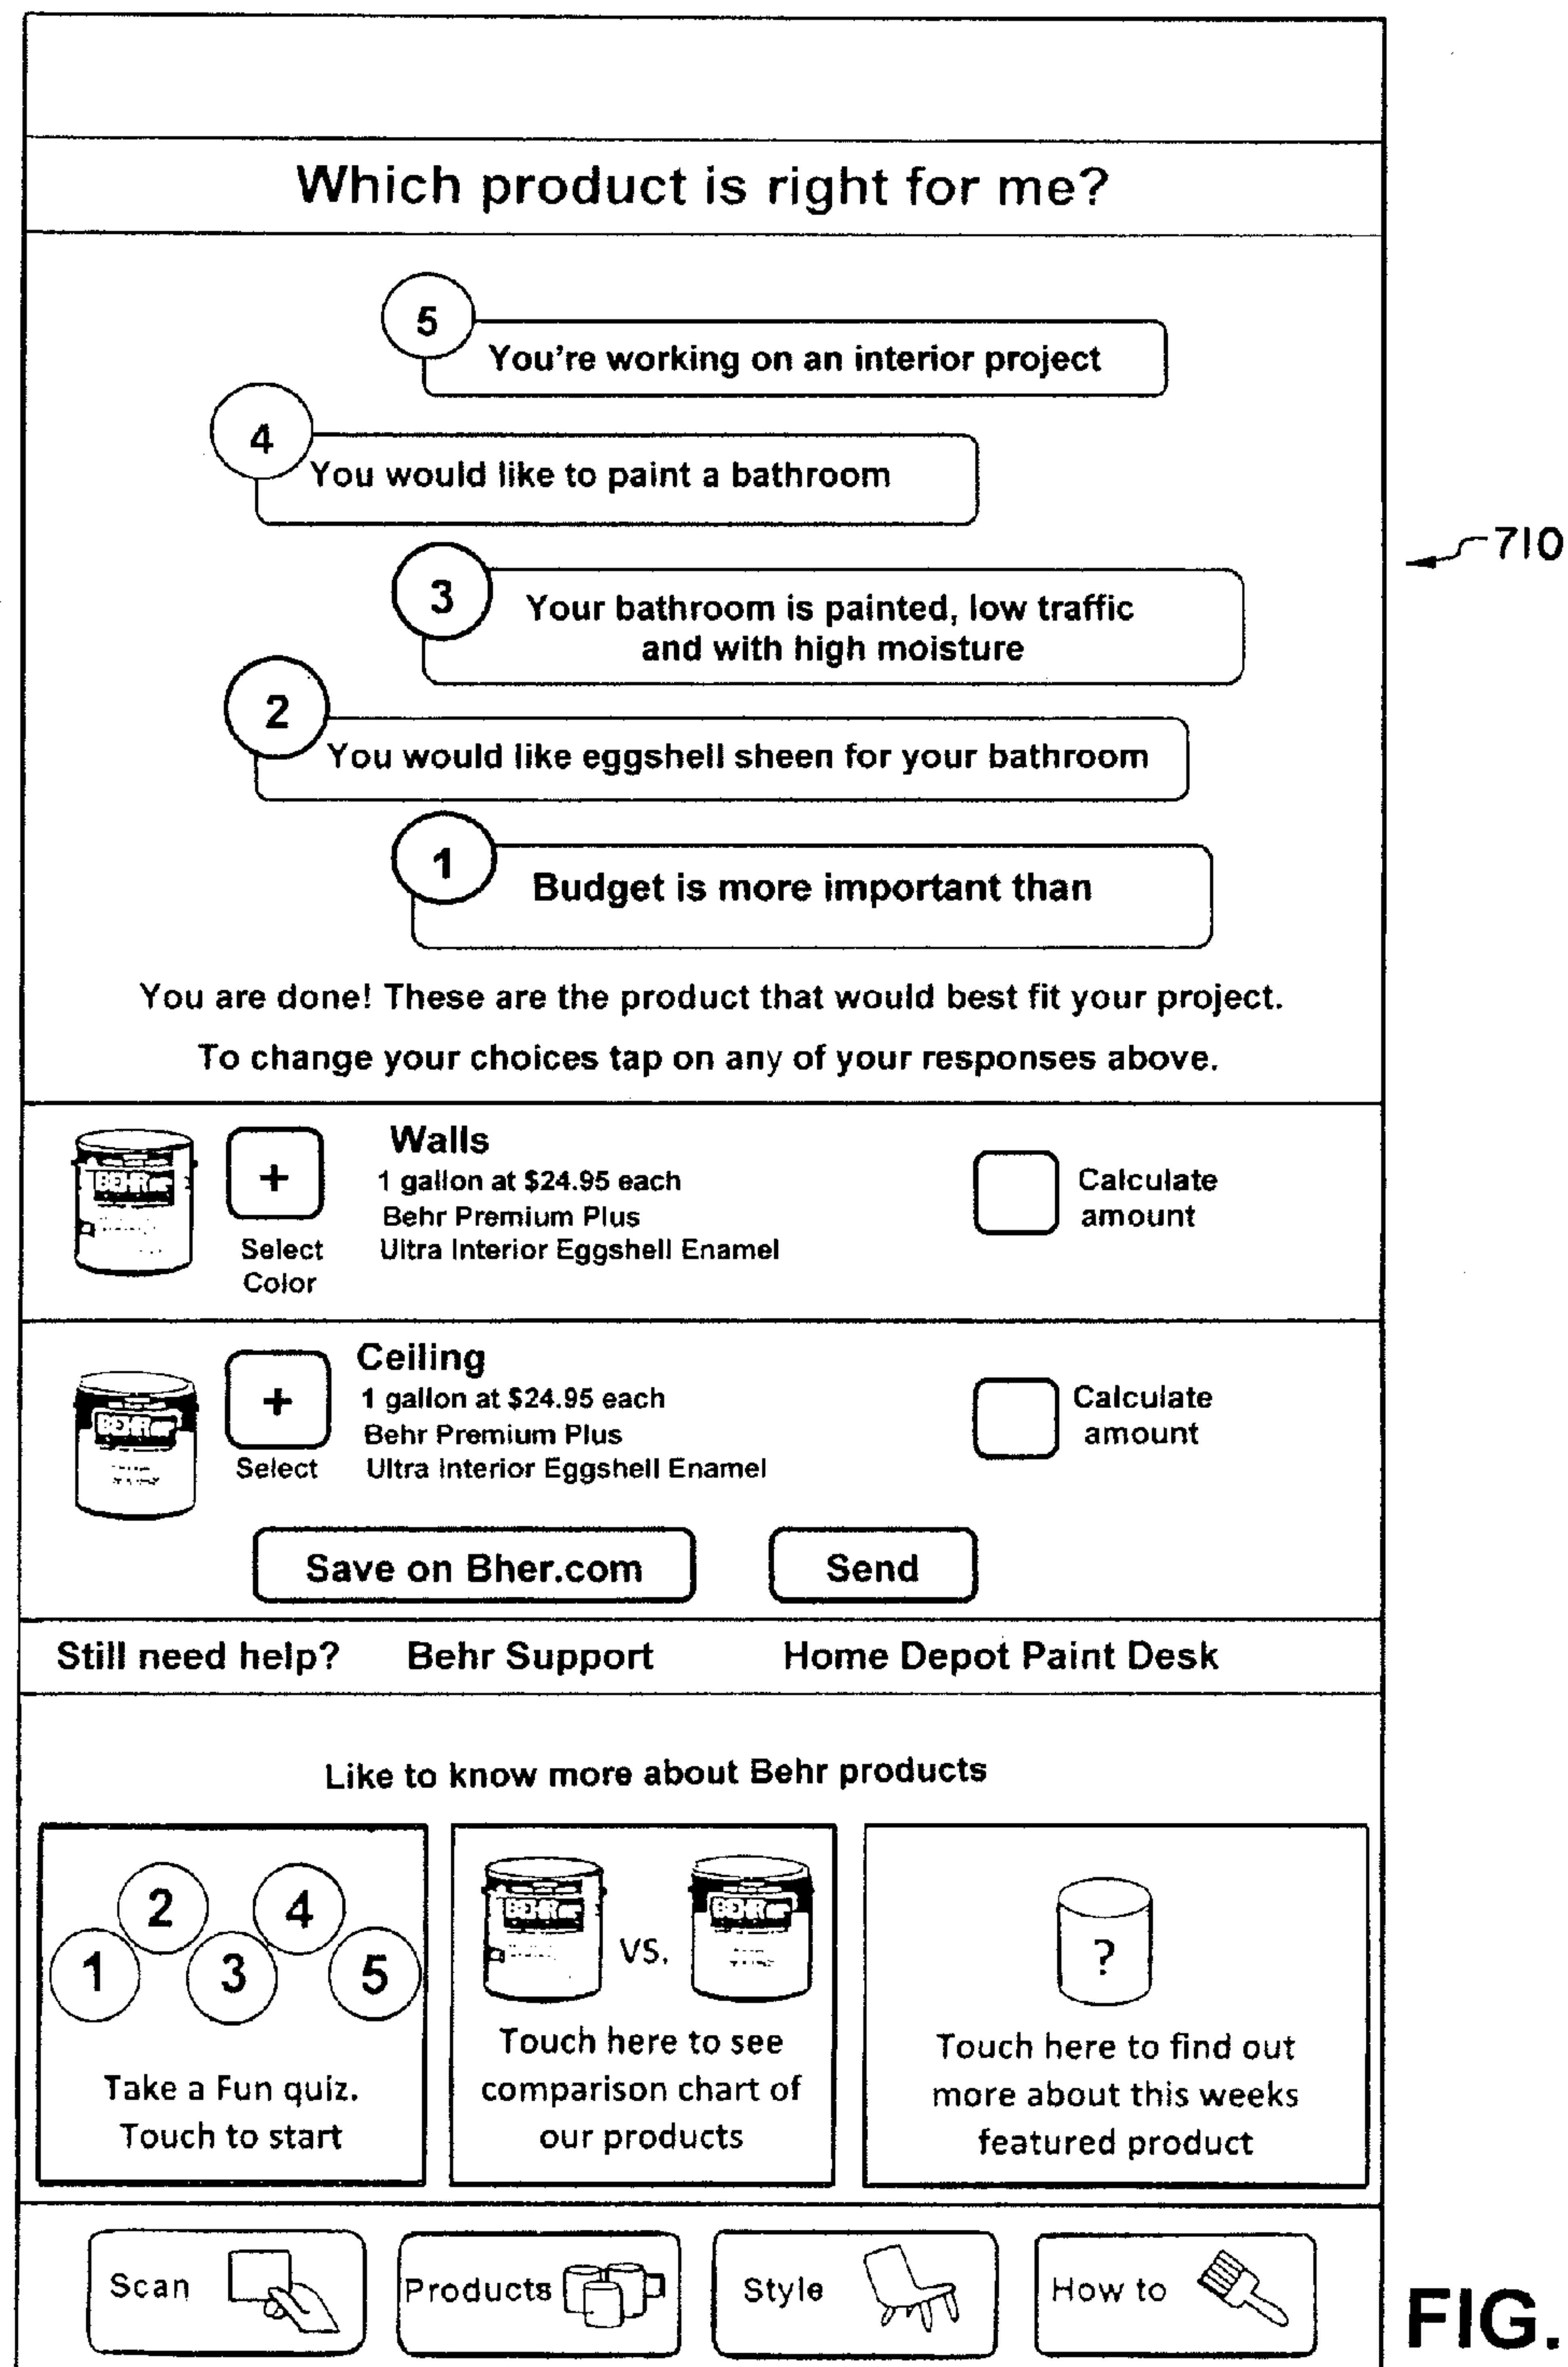 Which product is right for me?
5
You're working on an interior project
4
You would like to paint a bathroom
710
3
Your bathroom is painted, low traffic
and with high moisture
2
You would like eggshell sheen for your bathroom
1
Budget is more important than
You are done! These are the product that would best fit your project.
To change your choices tap on any of your responses above.
BEHR
+
Select
Color
Walls
1 gallon at $24.95 each
Behr Premium Plus
Ultra Interior Eggshell Enamel
Calculate
amount
BEHR
+
Select
Ceiling
1 gallon at $24.95 each
Behr Premium Plus
Ultra Interior Eggshell Enamel
Calculate
amount
Save on Bher.com
Send
Still need help? Behr Support Home Depot Paint Desk
Like to know more about Behr products
1 2 3 4 5
Take a Fun quiz.
Touch to start
BEHR
vs.
BEHR
Touch here to see
comparison chart of
our products
?
Touch here to find out
more about this weeks
featured product
Scan
Products
Style
How to
FIG.